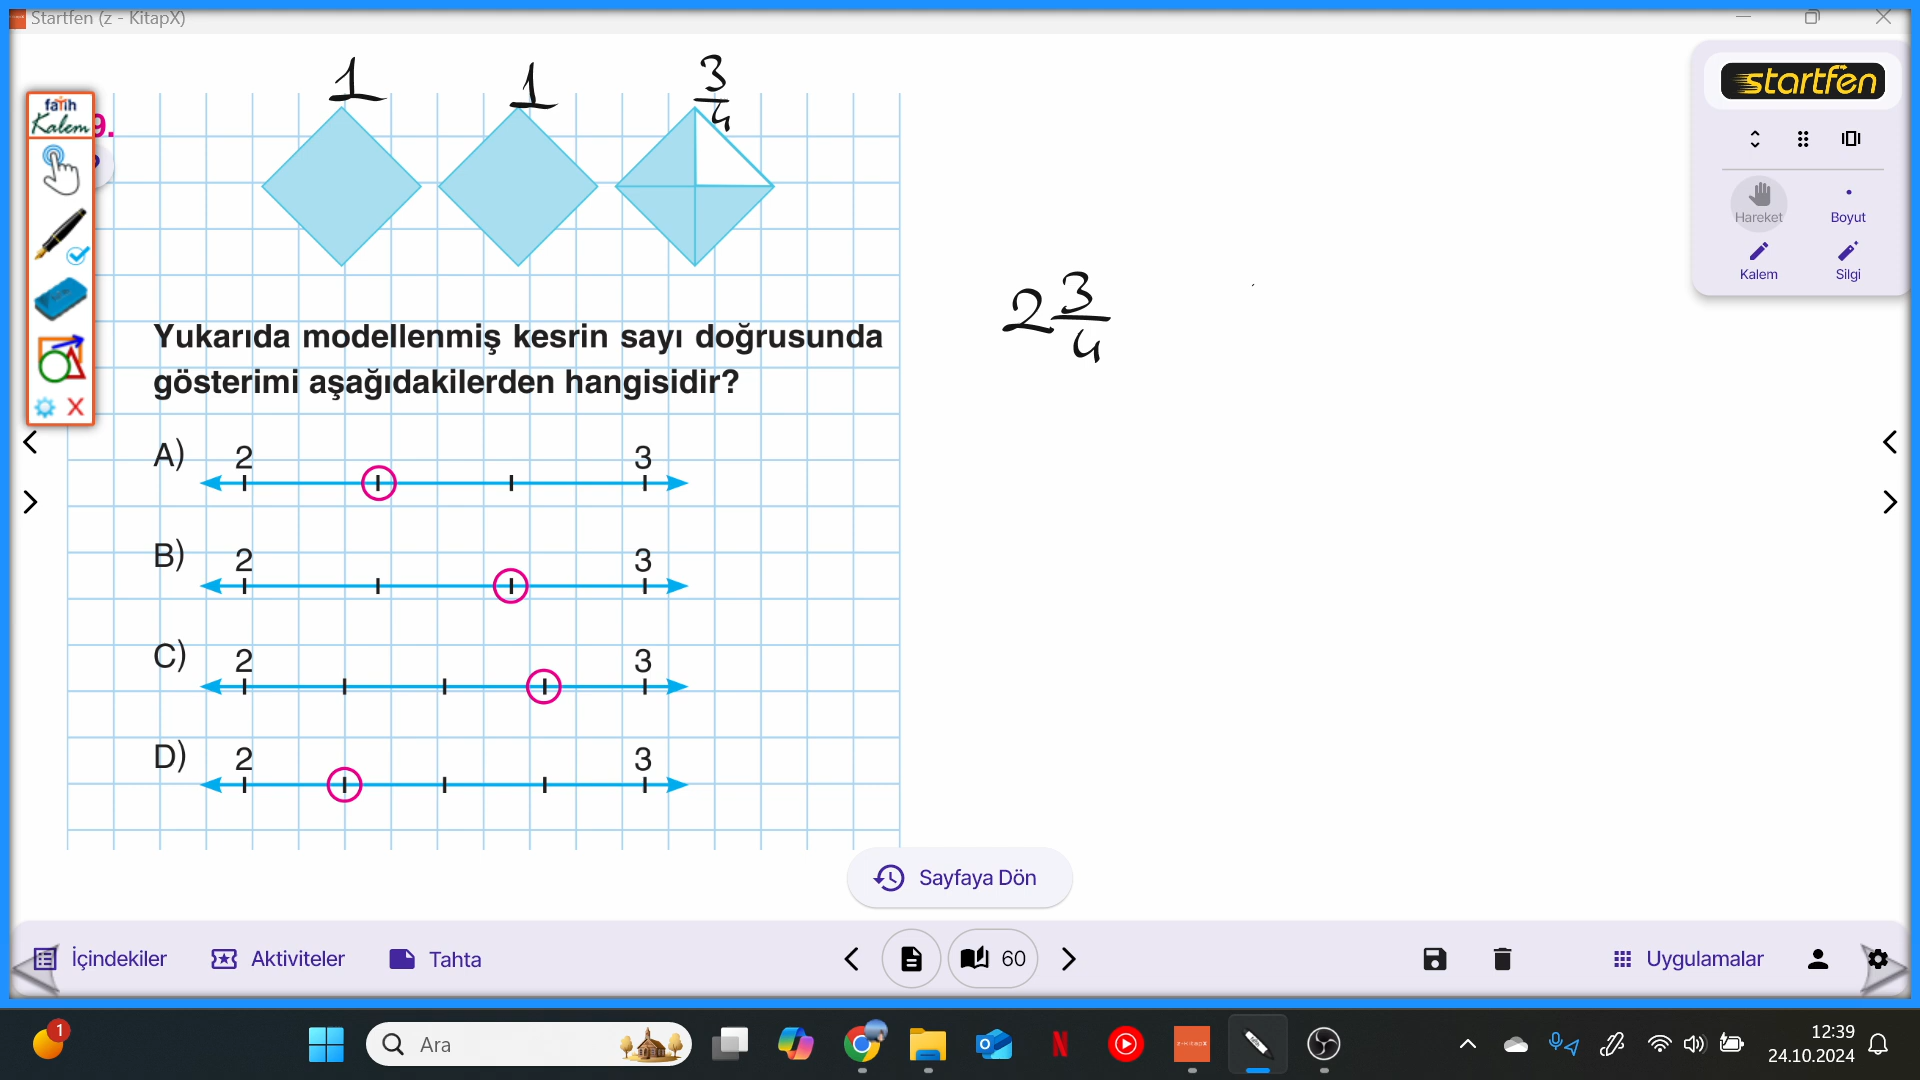 Startfen (z - KitapX)
1
1
3
4
fatih
Kalem
9.
startfen
Hareket
Boyut
Kalem
Silgi
2 3
4
Yukarıda modellenmiş kesrin sayı doğrusunda
gösterimi aşağıdakilerden hangisidir?
A) 2 3
B) 2 3
C) 2 3
D) 2 3
Sayfaya Dön
İçindekiler
Aktiviteler
Tahta
60
Uygulamalar
1
Ara
z-KitapX
12:39
24.10.2024